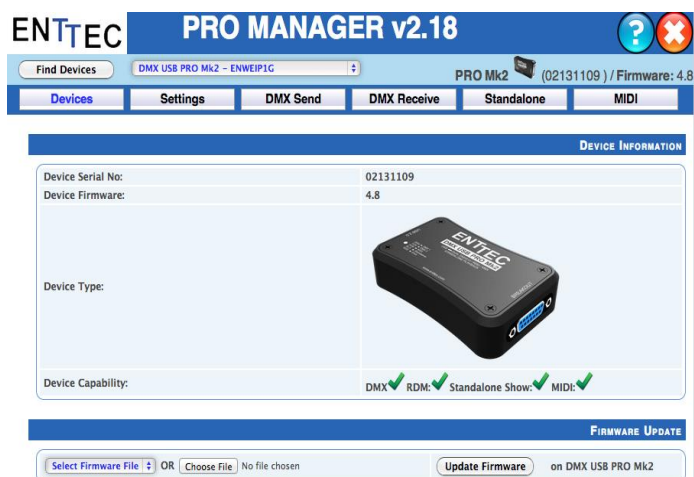 ENTTEC PRO MANAGER v2.18 ? X
Find Devices DMX USB PRO Mk2 - ENWEIP1G PRO Mk2 (02131109 ) / Firmware: 4.8
Devices Settings DMX Send DMX Receive Standalone MIDI
DEVICE INFORMATION
Device Serial No: 02131109
Device Firmware: 4.8
ENTTEC
DMX USB PRO Mk2
Device Type:
Device Capability: DMX RDM: Standalone Show: MIDI:
FIRMWARE UPDATE
Select Firmware File OR Choose File No file chosen Update Firmware on DMX USB PRO Mk2